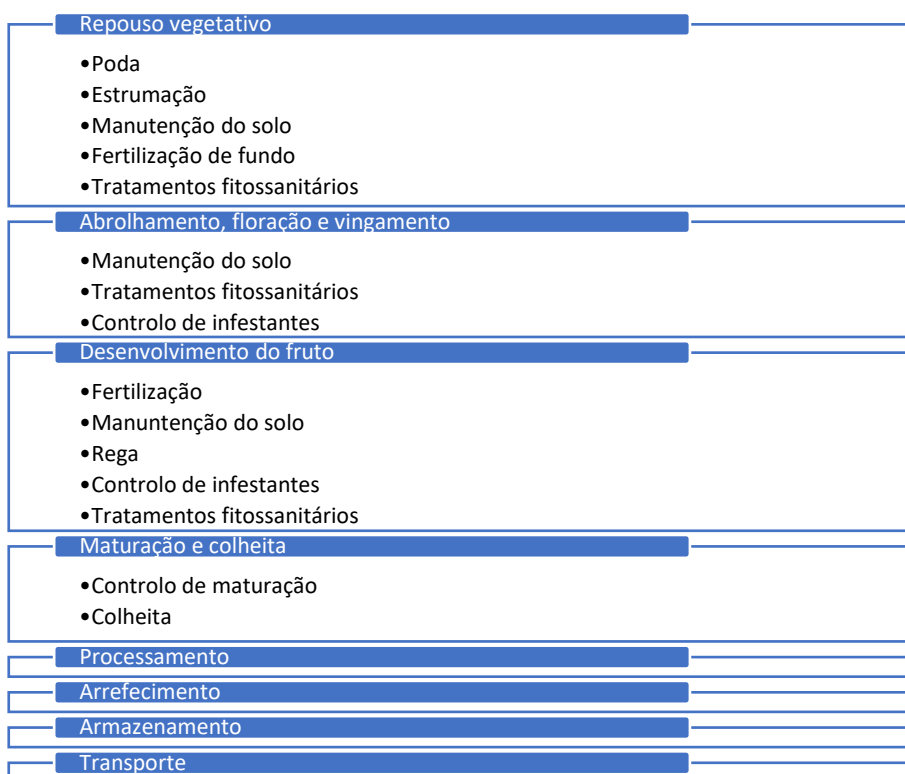 Repouso vegetativo
•Poda
•Estrumação
•Manutenção do solo
•Fertilização de fundo
•Tratamentos fitossanitários
Abrolhamento, floração e vingamento
•Manutenção do solo
•Tratamentos fitossanitários
•Controlo de infestantes
Desenvolvimento do fruto
•Fertilização
•Manuntenção do solo
•Rega
•Controlo de infestantes
•Tratamentos fitossanitários
Maturação e colheita
•Controlo de maturação
•Colheita
Processamento
Arrefecimento
Armazenamento
Transporte